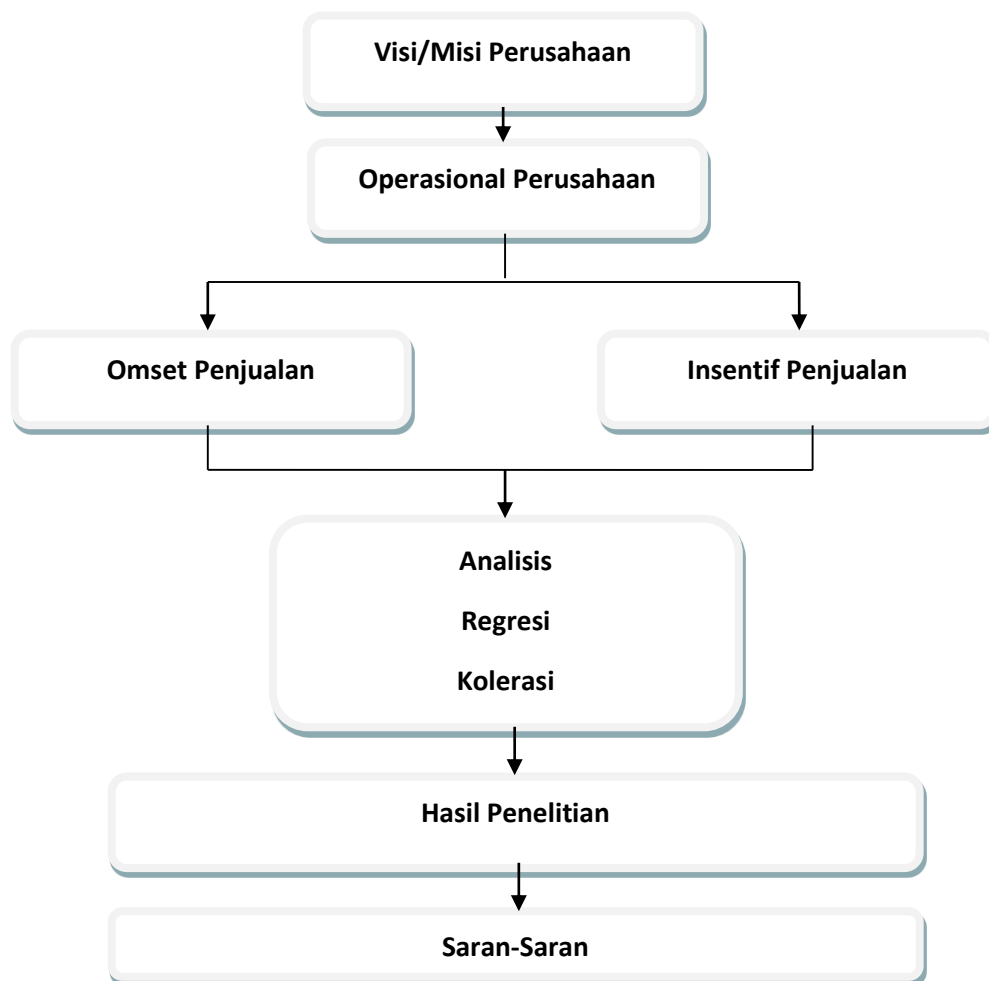 Visi/Misi Perusahaan
Operasional Perusahaan
Omset Penjualan
Insentif Penjualan
Analisis
Regresi
Kolerasi
Hasil Penelitian
Saran-Saran